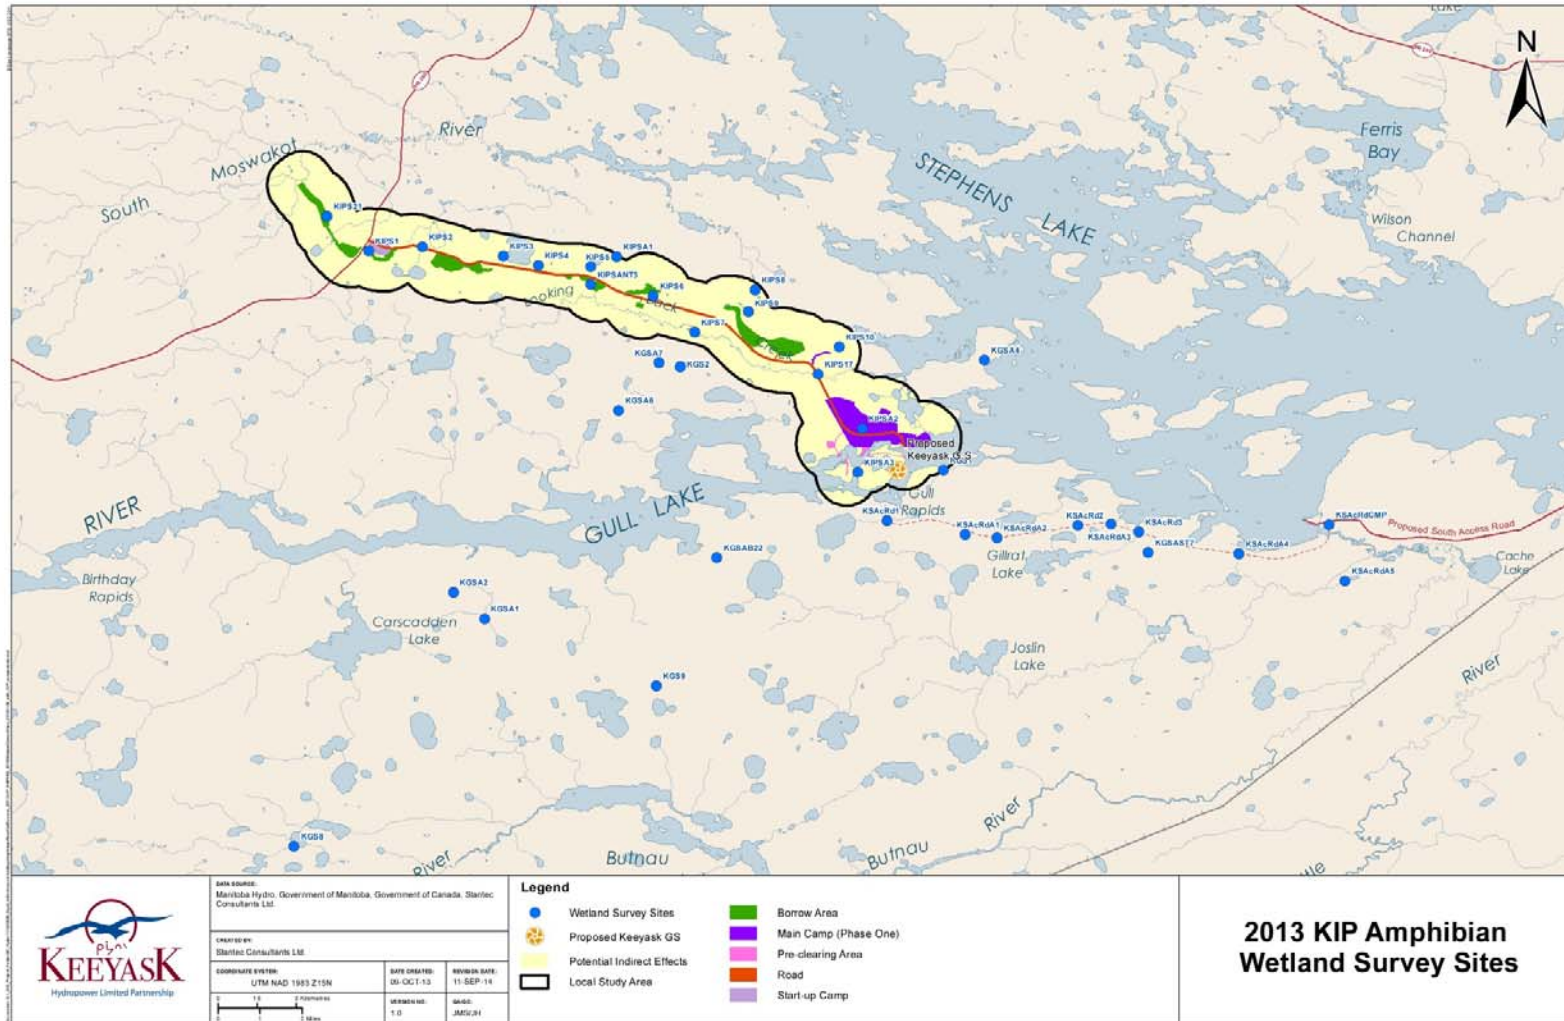 Lake
N
Moswakot River
South
Ferris
Bay
STEPHENS LAKE
Wilson
Channel
KIPS1
KIPS2
KIPS3
KIPS4
KIPSA1
KIPSANT5
Looking
Back
Creek
KIPS6
KIPS7
KIPS8
KIPS9
KIPS10
KIPS17
KGSA7
KGS2
KIPSA2
Proposed
Keeyask G.S
KIPSA3
Gull
Rapids
RIVER
GULL LAKE
KSAcRd1
KSAcRdA1
KSAcRdA2
KSAcRd2
KSAcRdA3
KSAcRd3
KGSAST7
KSAcRdA4
KSAcRdCMP
Proposed South Access Road
Cache
Lake
KSAcRdA5
Gillrat
Lake
KGSAB22
Birthday
Rapids
KGSA2
KGSA1
Carscadden
Lake
Joslin
Lake
River
KGS9
KGS8
River
Butnau
Butnau
River
KEEYASK
Hydropower Limited Partnership
DATA SOURCE:
Manitoba Hydro, Government of Manitoba, Government of Canada, Stantec
Consultants Ltd.
CREATED BY:
Stantec Consultants Ltd.
COORDINATE SYSTEM:
UTM NAD 1983 Z15N
DATE CREATED:
09-OCT-13
REVISION DATE:
11-SEP-14
VERSION NO:
1.0
Legend
Wetland Survey Sites
Proposed Keeyask GS
Potential Indirect Effects
Local Study Area
Borrow Area
Main Camp (Phase One)
Pre-clearing Area
Road
Start-up Camp
2013 KIP Amphibian
Wetland Survey Sites